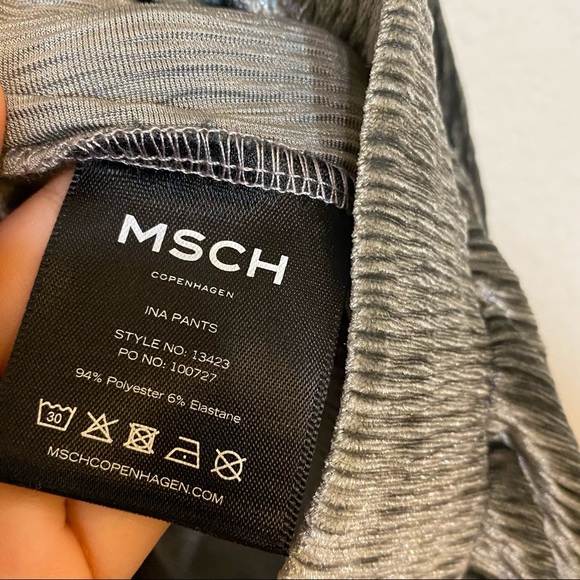 MSCH
COPENHAGEN
INA PANTS
STYLE NO: 13423
PO NO: 100727
94% Polyester 6% Elastane
30
MSCHCOPENHAGEN.COM